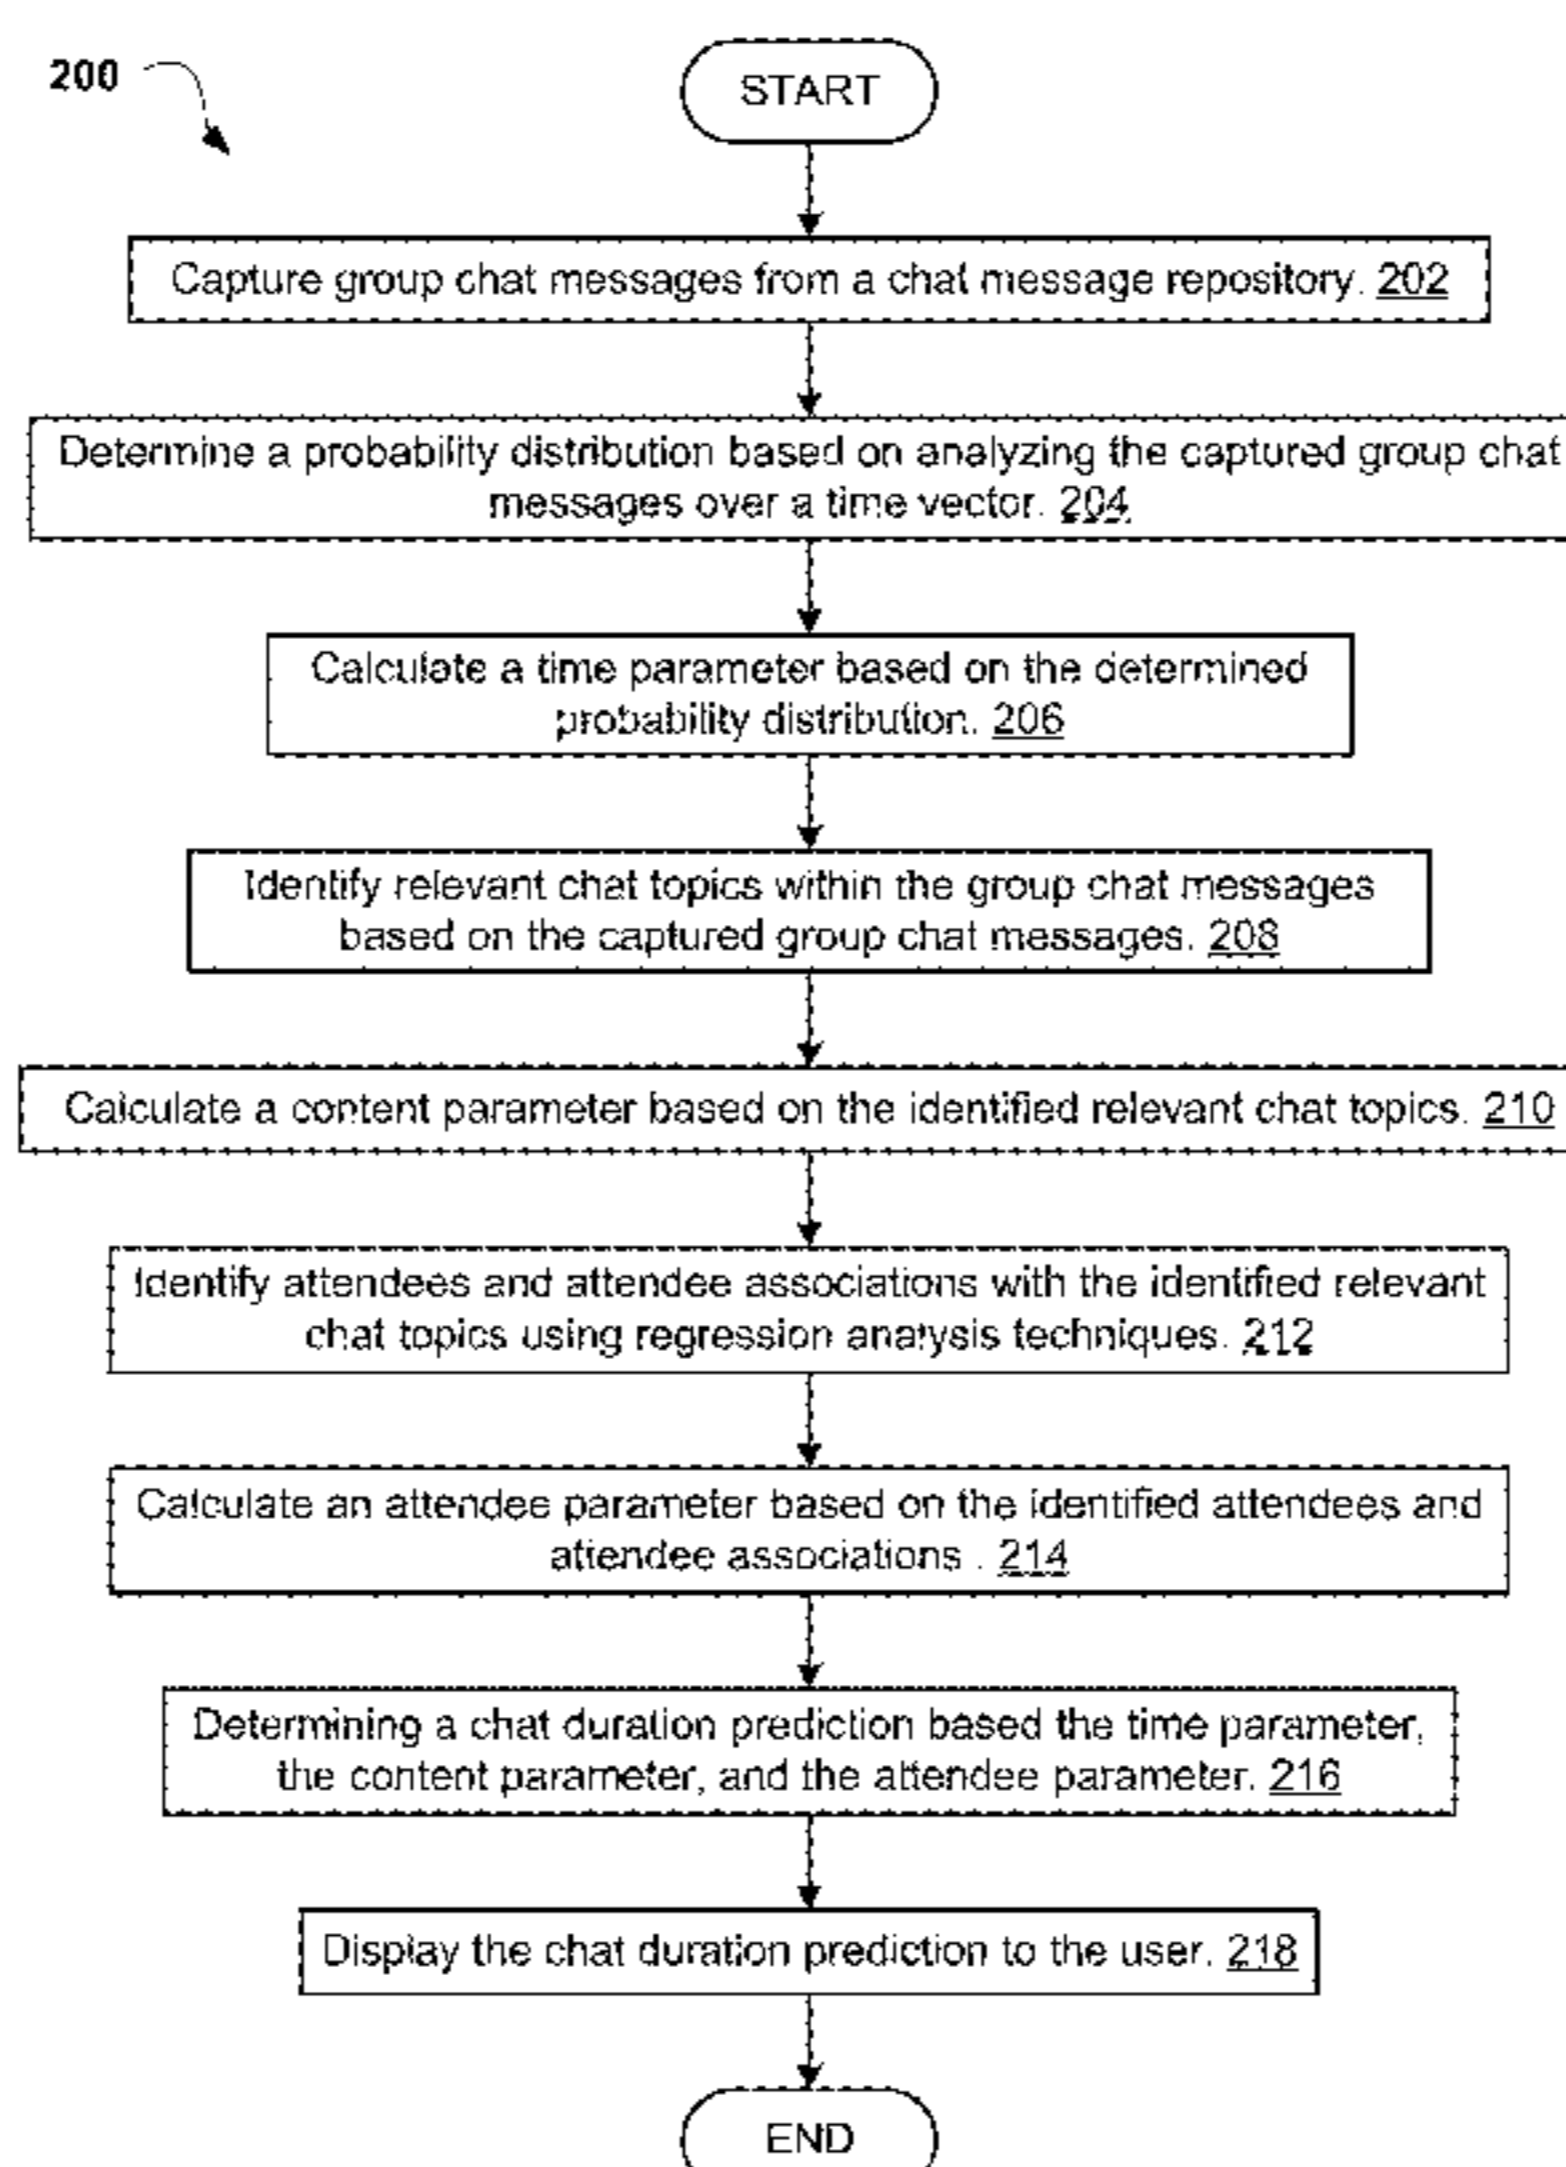 200
START
Capture group chat messages from a chat message repository. 202
Determine a probability distribution based on analyzing the captured group chat
messages over a time vector. 204
Calculate a time parameter based on the determined
probability distribution. 206
Identify relevant chat topics within the group chat messages
based on the captured group chat messages. 208
Calculate a content parameter based on the identified relevant chat topics. 210
Identify attendees and attendee associations with the identified relevant
chat topics using regression analysis techniques. 212
Calculate an attendee parameter based on the identified attendees and
attendee associations . 214
Determining a chat duration prediction based the time parameter,
the content parameter, and the attendee parameter. 216
Display the chat duration prediction to the user. 218
END